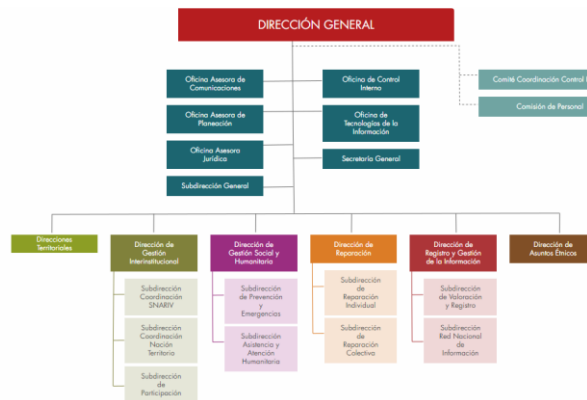 DIRECCIÓN GENERAL
Oficina Asesora de
Comunicaciones
Oficina de Control
Interno
Comité Coordinación Control
Oficina Asesora
de Planeación
Oficina de
Tecnologías de la
Información
Comisión de Personal
Oficina Asesora
Jurídica
Secretaría General
Subdirección General
Direcciones
Territoriales
Dirección de
Gestión
Interinstitucional
Dirección de
Gestión Social y
Humanitaria
Dirección
de Reparación
Dirección de
Registro y Gestión
de la Información
Dirección de
Asuntos Étnicos
Subdirección
Coordinación
SNARIV
Subdirección
de Prevención
y
Emergencias
Subdirección
de
Reparación
Individual
Subdirección
de Valoración
y Registro
Subdirección
Coordinación
Nación
Territorio
Subdirección
Asistencia y
Atención
Humanitaria
Subdirección
de
Reparación
Colectiva
Subdirección
Red Nacional
de
Información
Subdirección
de
Participación